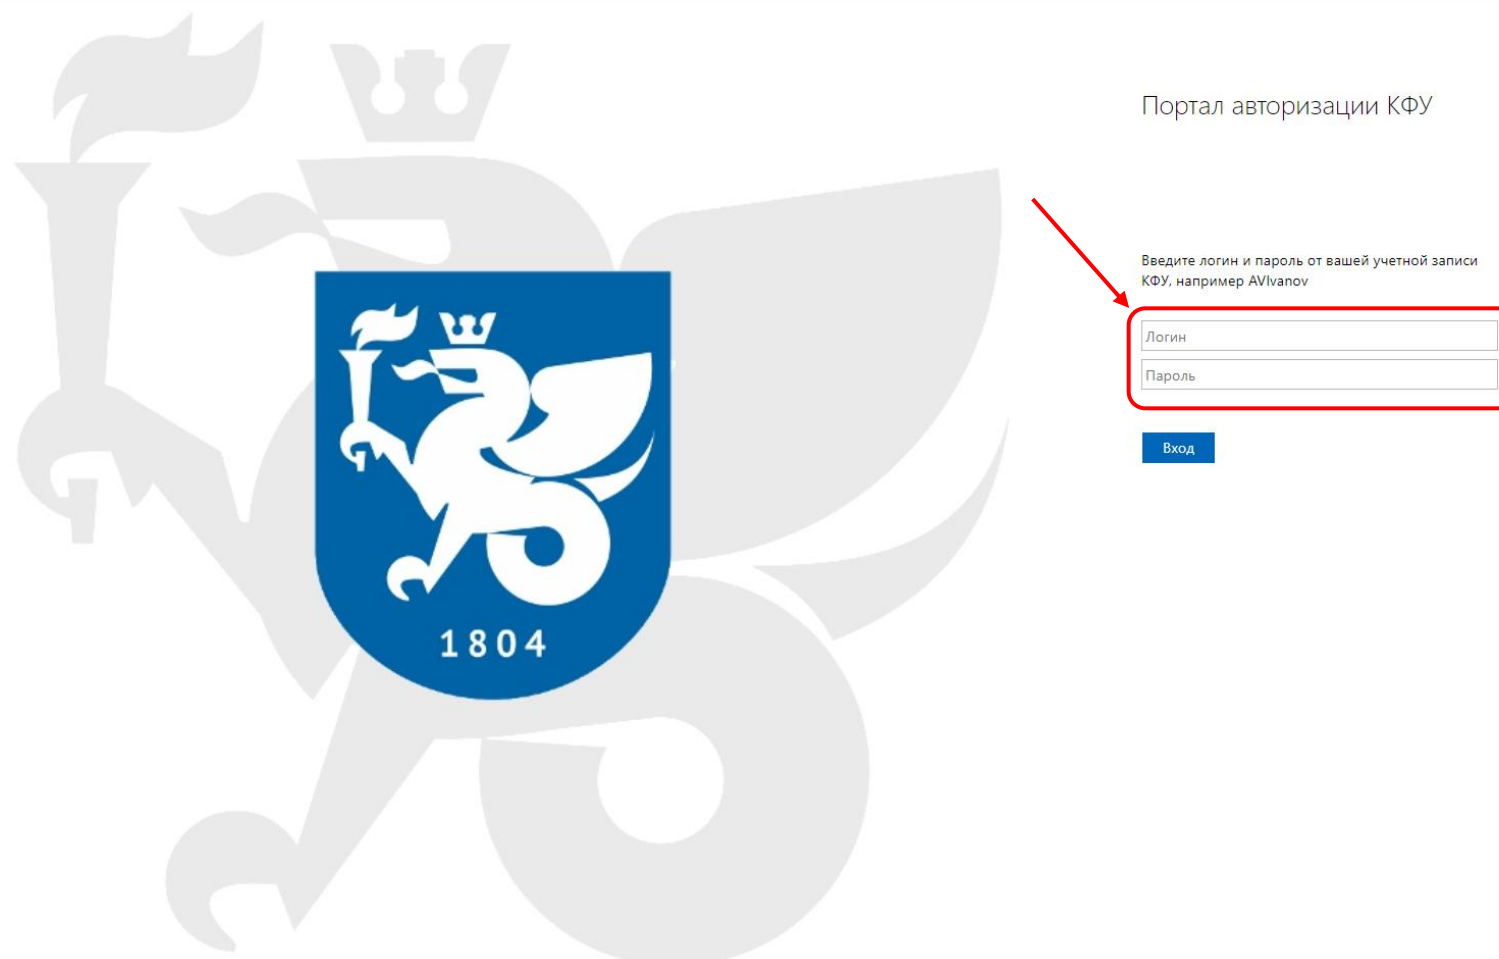 Портал авторизации КФУ
Введите логин и пароль от вашей учетной записи
КФУ, например AVIvanov
Логин
Пароль
Вход
1804